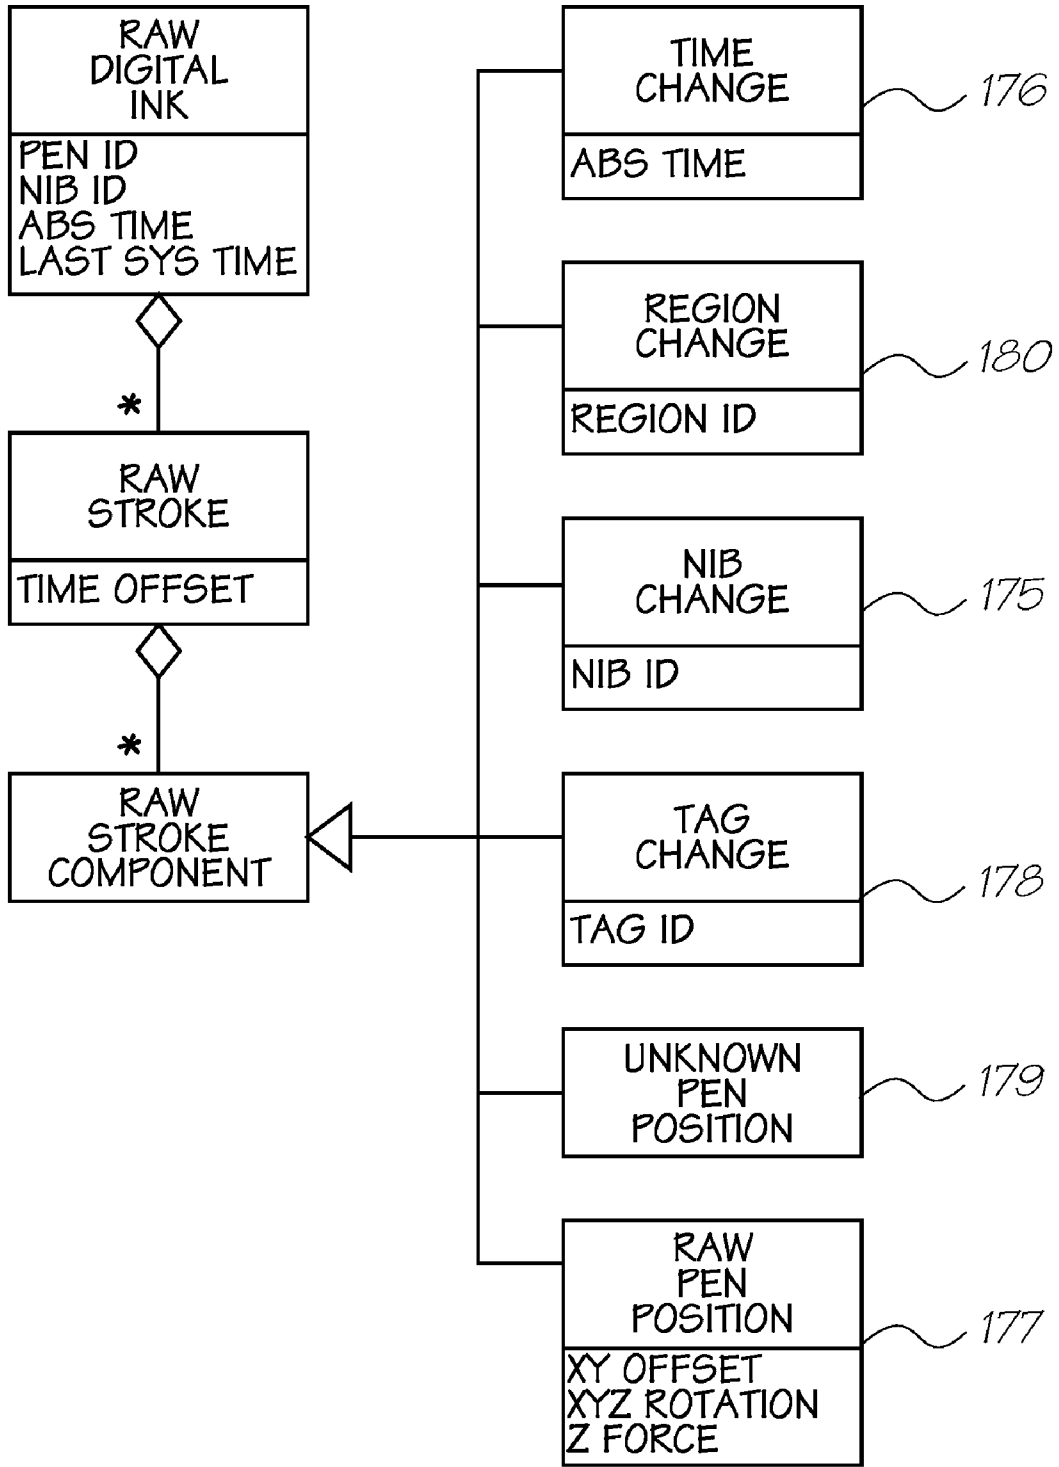 RAW
DIGITAL
INK
PEN ID
NIB ID
ABS TIME
LAST SYS TIME
*
RAW
STROKE
TIME OFFSET
*
RAW
STROKE
COMPONENT
TIME
CHANGE
ABS TIME
176
REGION
CHANGE
REGION ID
180
NIB
CHANGE
NIB ID
175
TAG
CHANGE
TAG ID
178
UNKNOWN
PEN
POSITION
179
RAW
PEN
POSITION
XY OFFSET
XYZ ROTATION
Z FORCE
177